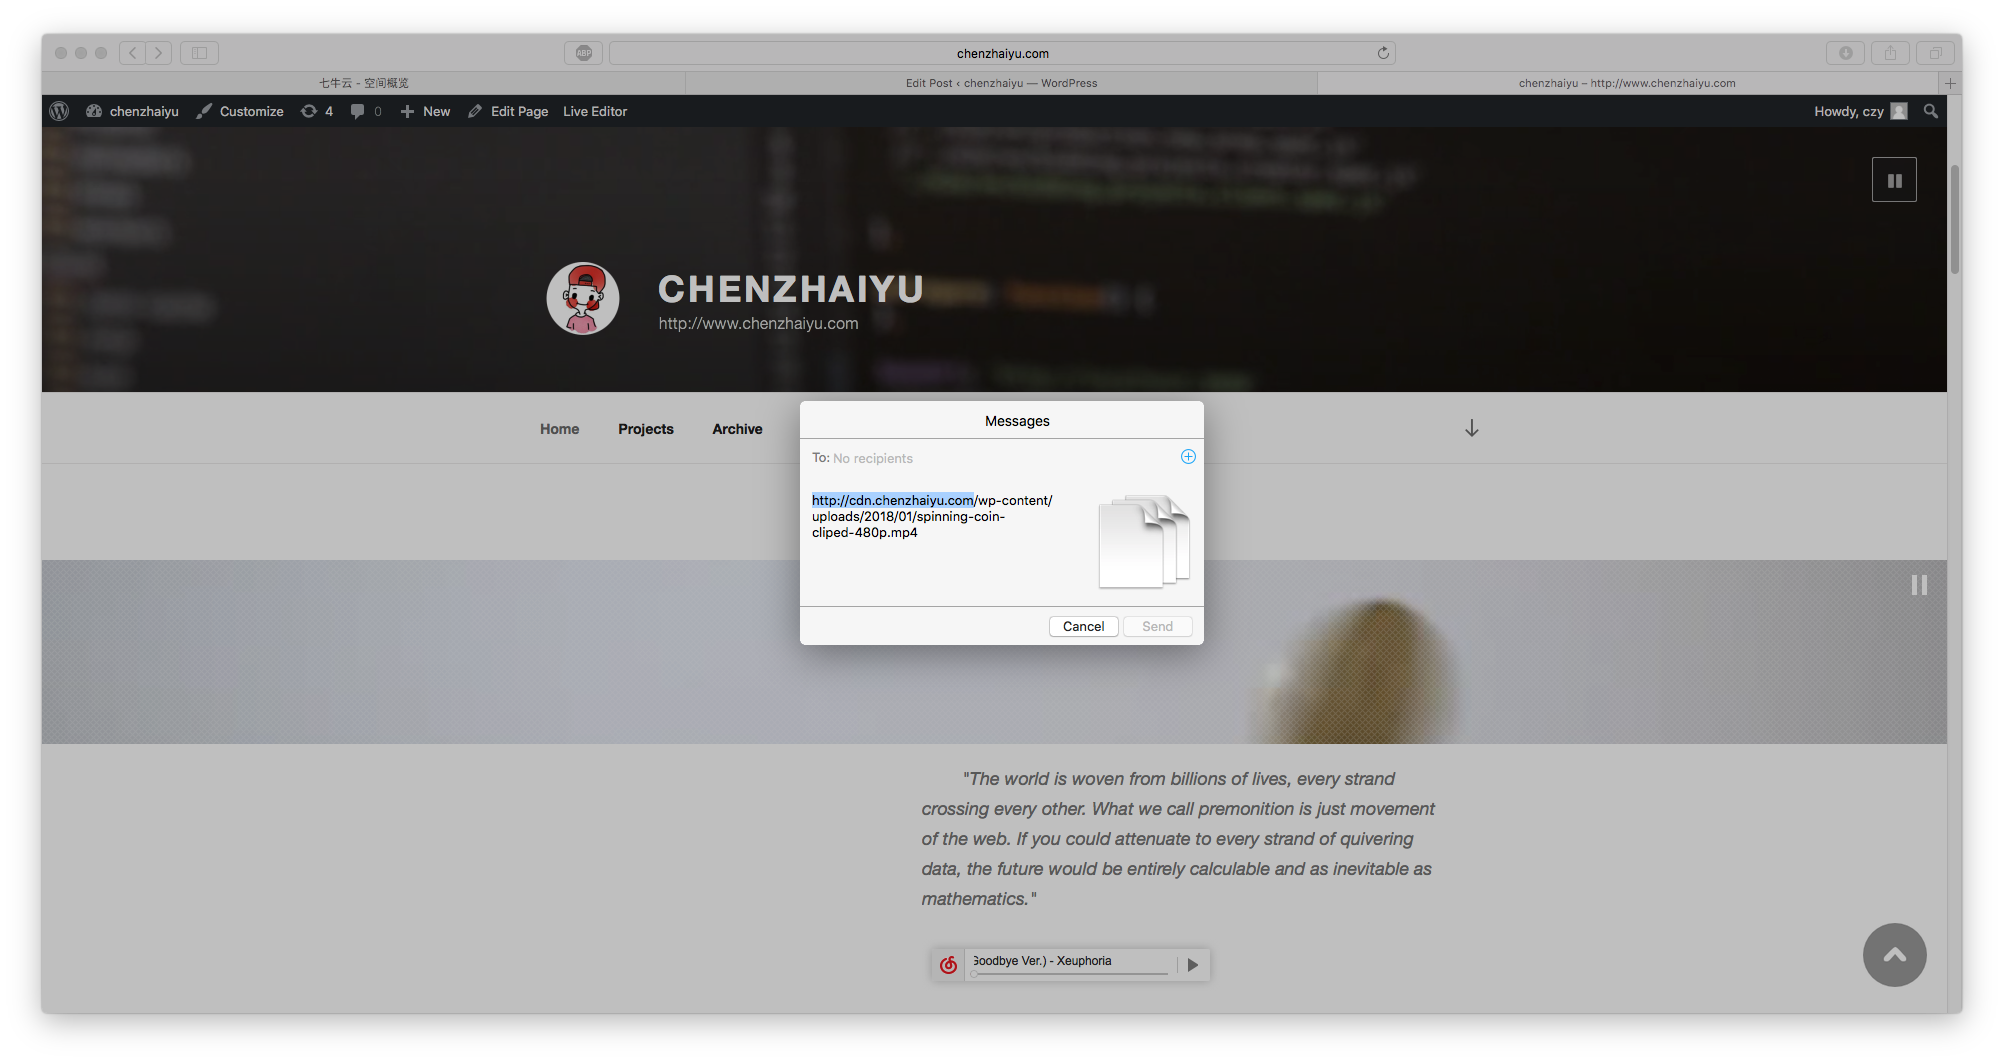 ABP
chenzhaiyu.com
七牛云 - 空间概览
Edit Post ‹ chenzhaiyu — WordPress
chenzhaiyu – http://www.chenzhaiyu.com
chenzhaiyu
Customize
4
0
New
Edit Page
Live Editor
Howdy, czy
CHENZHAIYU
http://www.chenzhaiyu.com
Home
Projects
Archive
Messages
To: No recipients
http://cdn.chenzhaiyu.com/wp-content/
uploads/2018/01/spinning-coin-
cliped-480p.mp4
Cancel
Send
"The world is woven from billions of lives, every strand
crossing every other. What we call premonition is just movement
of the web. If you could attenuate to every strand of quivering
data, the future would be entirely calculable and as inevitable as
mathematics."
Goodbye Ver.) - Xeuphoria